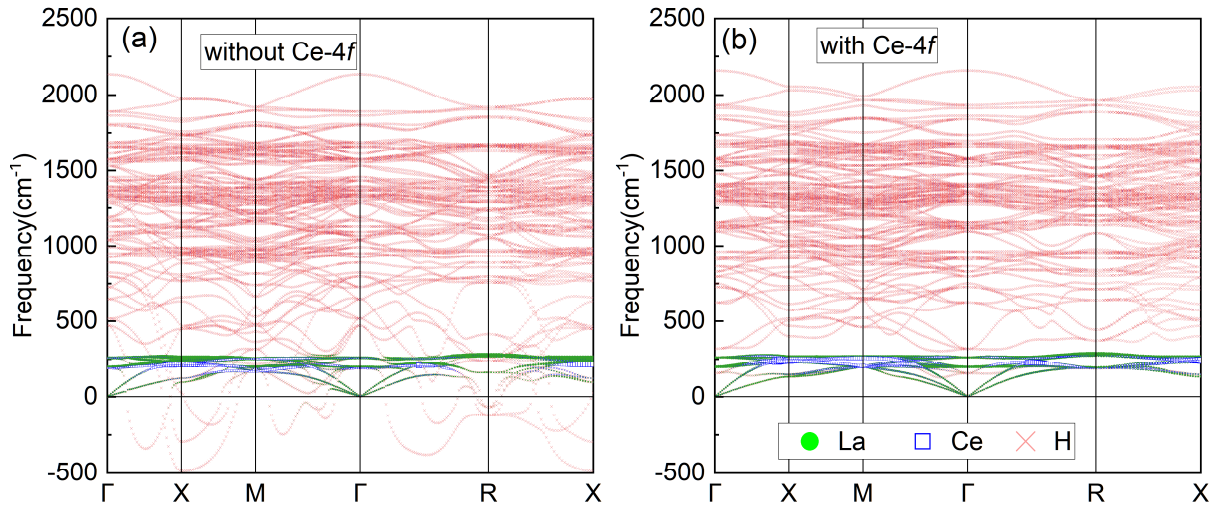 (a)
without Ce-4f
2500
2000
1500
1000
500
0
-500
Frequency(cm⁻¹)
Γ X M Γ R X
(b)
with Ce-4f
2500
2000
1500
1000
500
0
-500
Frequency(cm⁻¹)
La Ce H
Γ X M Γ R X